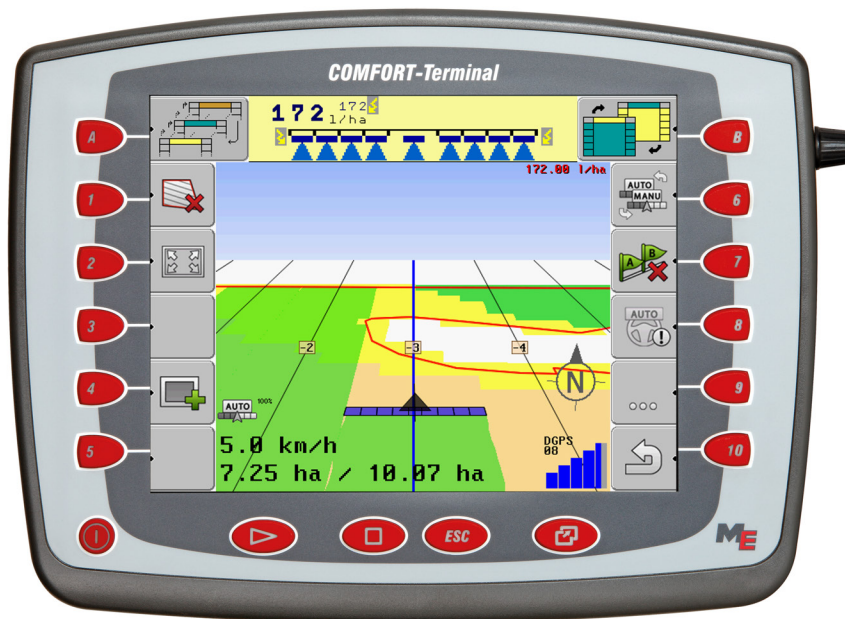 COMFORT-Terminal
A
B
172
172
l/ha
172.00 l/ha
1
2
3
4
5
AUTO
MANU
6
A B
7
AUTO
8
9
10
-2
-3
-4
N
AUTO
100%
5.0 km/h
7.25 ha / 10.07 ha
DGPS
08
ESC
ME